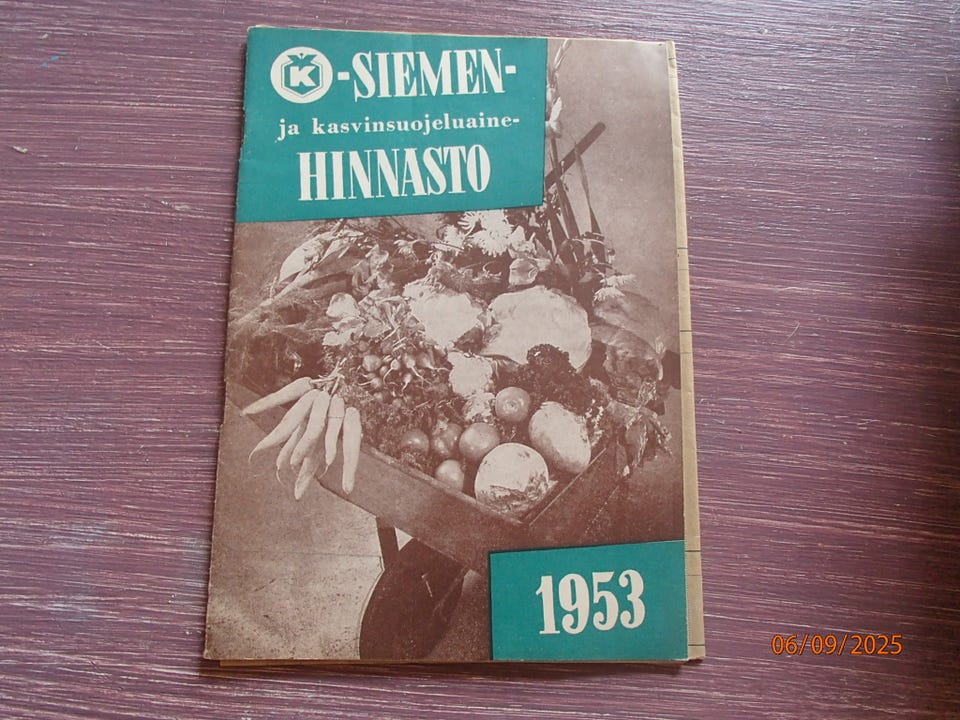 K-SIEMEN-
ja kasvinsuojeluaine-
HINNASTO
1953
06/09/2025